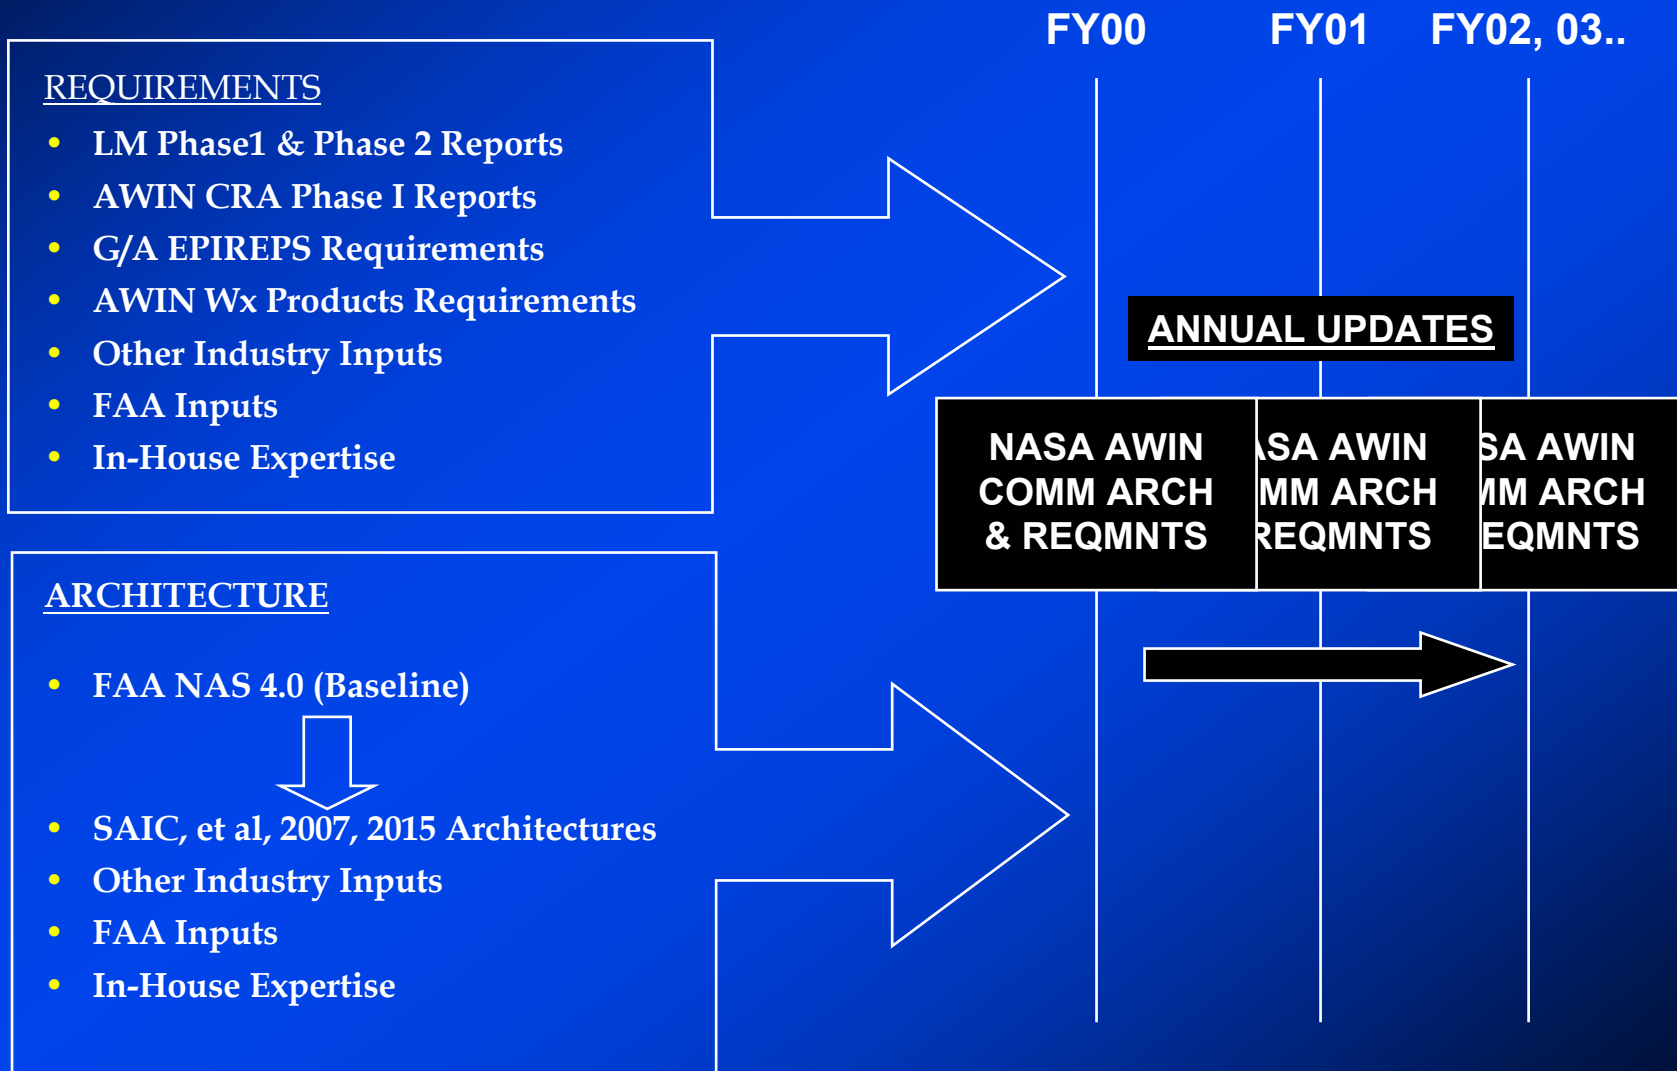 FY00 FY01 FY02, 03..
REQUIREMENTS
• LM Phase1 & Phase 2 Reports
• AWIN CRA Phase I Reports
• G/A EPIREPS Requirements
• AWIN Wx Products Requirements
• Other Industry Inputs
• FAA Inputs
• In-House Expertise
ANNUAL UPDATES
NASA AWIN
COMM ARCH
& REQMNTS
ASA AWIN
MM ARCH
REQMNTS
SA AWIN
MM ARCH
EQMNTS
ARCHITECTURE
• FAA NAS 4.0 (Baseline)
• SAIC, et al, 2007, 2015 Architectures
• Other Industry Inputs
• FAA Inputs
• In-House Expertise